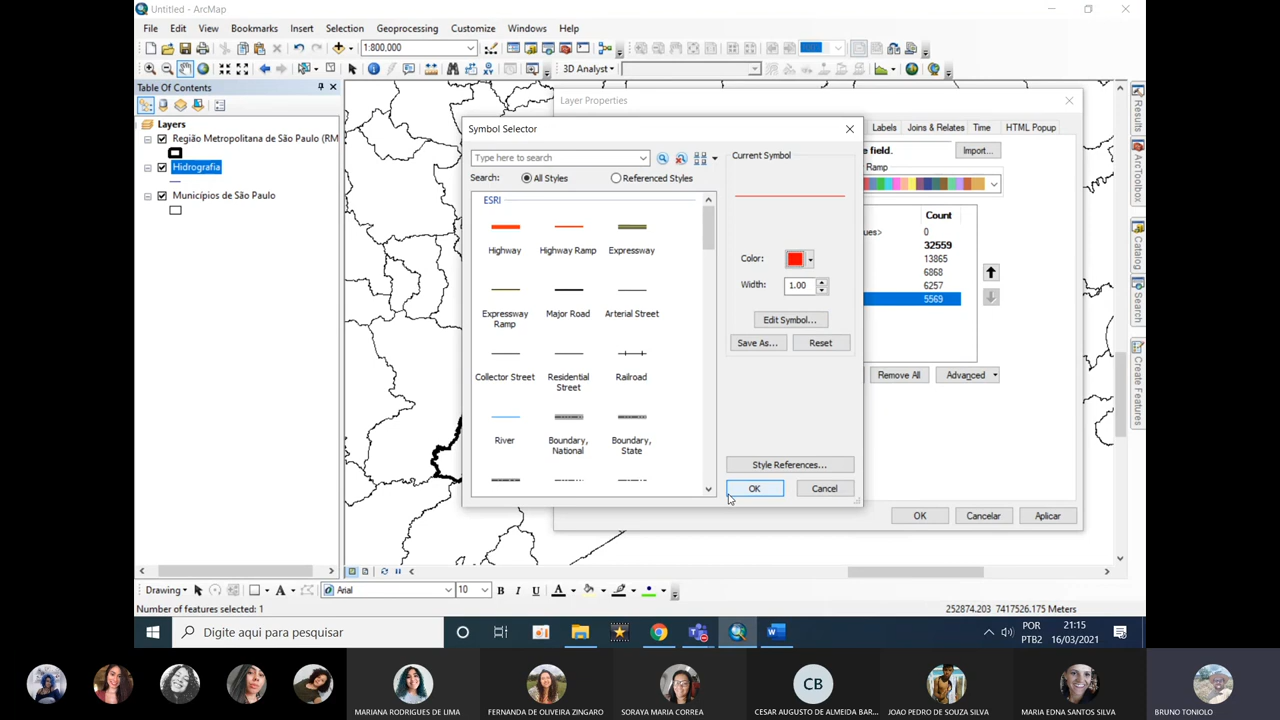 Untitled - ArcMap
File Edit View Bookmarks Insert Selection Geoprocessing Customize Windows Help
1:800,000
3D Analyst
Table Of Contents
Layers
Região Metropolitana de São Paulo (RM
Hidrografia
Municípios de São Paulo
Layer Properties
Labels Joins & Relates Time HTML Popup
e field. Import...
Ramp
Count
ues> 0
32559
13865
6868
6257
5569
Remove All Advanced
OK Cancelar Aplicar
Symbol Selector
Type here to search
Search: All Styles Referenced Styles
ESRI
Highway Highway Ramp Expressway
Expressway Ramp Major Road Arterial Street
Collector Street Residential Street Railroad
River Boundary, National Boundary, State
Current Symbol
Color:
Width: 1.00
Edit Symbol...
Save As... Reset
Style References...
OK Cancel
Results
ArcToolbox
Catalog
Search
Create Features
Drawing Arial 10 B I U A
Number of features selected: 1
252874.203 7417526.175 Meters
Digite aqui para pesquisar
POR
PTB2
21:15
16/03/2021
MARIANA RODRIGUES DE LIMA
FERNANDA DE OLIVEIRA ZINGARO
SORAYA MARIA CORREA
CB
CESAR AUGUSTO DE ALMEIDA BAR...
JOAO PEDRO DE SOUZA SILVA
MARIA EDNA SANTOS SILVA
BRUNO TONIOLO